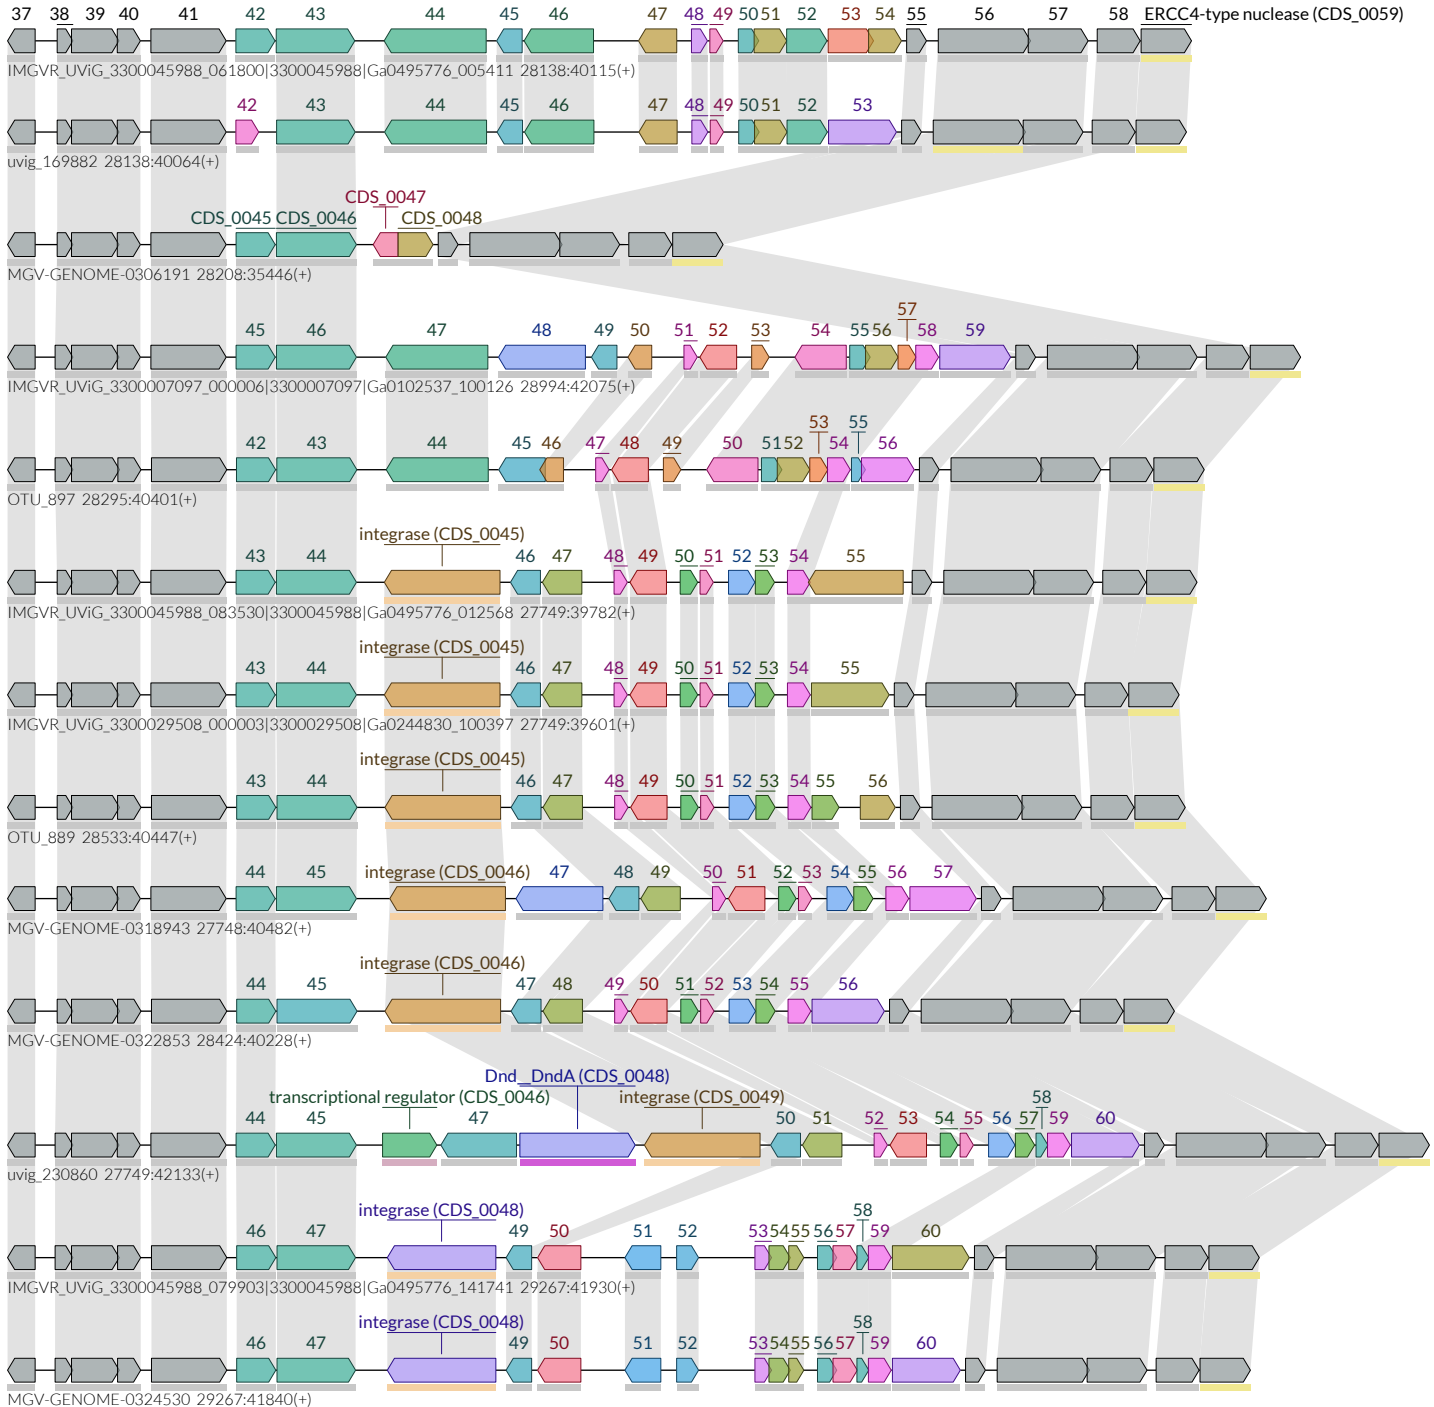 37 38 39 40 41 42 43 44 45 46 47 48 49 50 51 52 53 54 55 56 57 58 ERCC4-type nuclease (CDS_0059)
IMGVR_UViG_3300045988_061800|3300045988|Ga0495776_005411 28138:40115(+)
42 43 44 45 46 47 48 49 50 51 52 53
uvig_169882 28138:40064(+)
CDS_0047
CDS_0045 CDS_0046 CDS_0048
MGV-GENOME-0306191 28208:35446(+)
57
45 46 47 48 49 50 51 52 53 54 55 56 58 59
IMGVR_UViG_3300007097_000006|3300007097|Ga0102537_100126 28994:42075(+)
53 55
42 43 44 45 46 47 48 49 50 51 52 54 56
OTU_897 28295:40401(+)
integrase (CDS_0045)
43 44 46 47 48 49 50 51 52 53 54 55
IMGVR_UViG_3300045988_083530|3300045988|Ga0495776_012568 27749:39782(+)
integrase (CDS_0045)
43 44 46 47 48 49 50 51 52 53 54 55
IMGVR_UViG_3300029508_000003|3300029508|Ga0244830_100397 27749:39601(+)
integrase (CDS_0045)
43 44 46 47 48 49 50 51 52 53 54 55 56
OTU_889 28533:40447(+)
44 45 integrase (CDS_0046) 47 48 49 50 51 52 53 54 55 56 57
MGV-GENOME-0318943 27748:40482(+)
integrase (CDS_0046)
44 45 47 48 49 50 51 52 53 54 55 56
MGV-GENOME-0322853 28424:40228(+)
Dnd__DndA (CDS_0048)
transcriptional regulator (CDS_0046) integrase (CDS_0049) 58
44 45 47 50 51 52 53 54 55 56 57 59 60
uvig_230860 27749:42133(+)
integrase (CDS_0048) 58
46 47 49 50 51 52 53 54 55 56 57 59 60
IMGVR_UViG_3300045988_079903|3300045988|Ga0495776_141741 29267:41930(+)
integrase (CDS_0048) 58
46 47 49 50 51 52 53 54 55 56 57 59 60
MGV-GENOME-0324530 29267:41840(+)